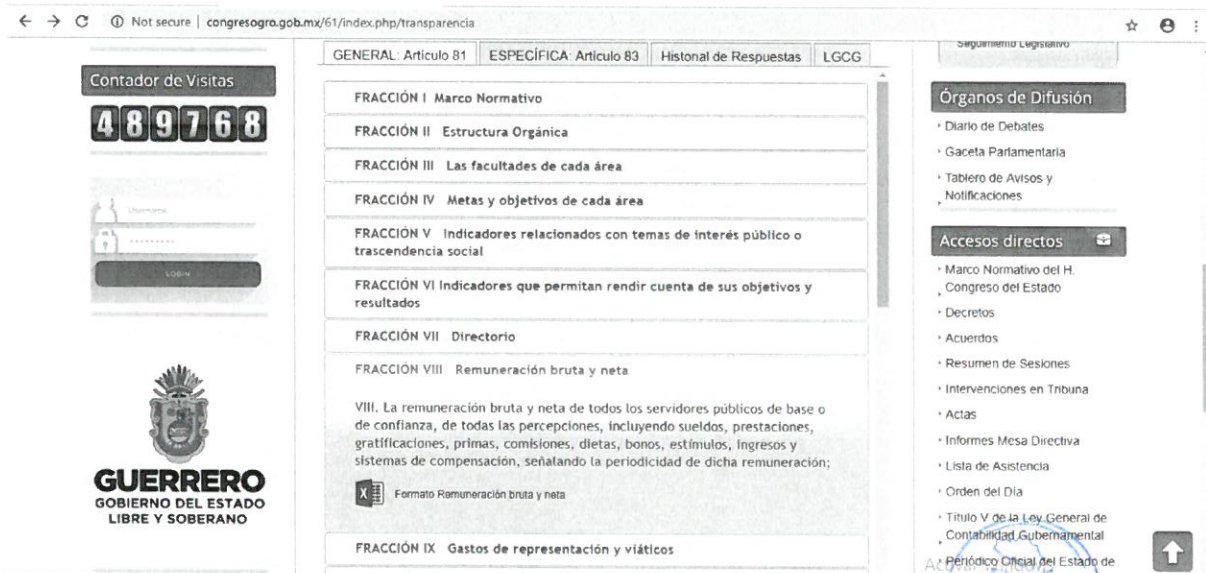 Not secure | congresogro.gob.mx/61/index.php/transparencia
Contador de Visitas
489768
Username
LOGIN
GUERRERO
GOBIERNO DEL ESTADO
LIBRE Y SOBERANO
GENERAL: Artículo 81
ESPECÍFICA: Artículo 83
Historial de Respuestas
LGCG
FRACCIÓN I Marco Normativo
FRACCIÓN II Estructura Orgánica
FRACCIÓN III Las facultades de cada área
FRACCIÓN IV Metas y objetivos de cada área
FRACCIÓN V Indicadores relacionados con temas de interés público o
trascendencia social
FRACCIÓN VI Indicadores que permitan rendir cuenta de sus objetivos y
resultados
FRACCIÓN VII Directorio
FRACCIÓN VIII Remuneración bruta y neta
VIII. La remuneración bruta y neta de todos los servidores públicos de base o
de confianza, de todas las percepciones, incluyendo sueldos, prestaciones,
gratificaciones, primas, comisiones, dietas, bonos, estímulos, ingresos y
sistemas de compensación, señalando la periodicidad de dicha remuneración;
Formato Remuneración bruta y neta
FRACCIÓN IX Gastos de representación y viáticos
Seguimiento Legislativo
Órganos de Difusión
Diario de Debates
Gaceta Parlamentaria
Tablero de Avisos y
Notificaciones
Accesos directos
Marco Normativo del H.
Congreso del Estado
Decretos
Acuerdos
Resumen de Sesiones
Intervenciones en Tribuna
Actas
Informes Mesa Directiva
Lista de Asistencia
Orden del Día
Título V de la Ley General de
Contabilidad Gubernamental
Periódico Oficial del Estado de